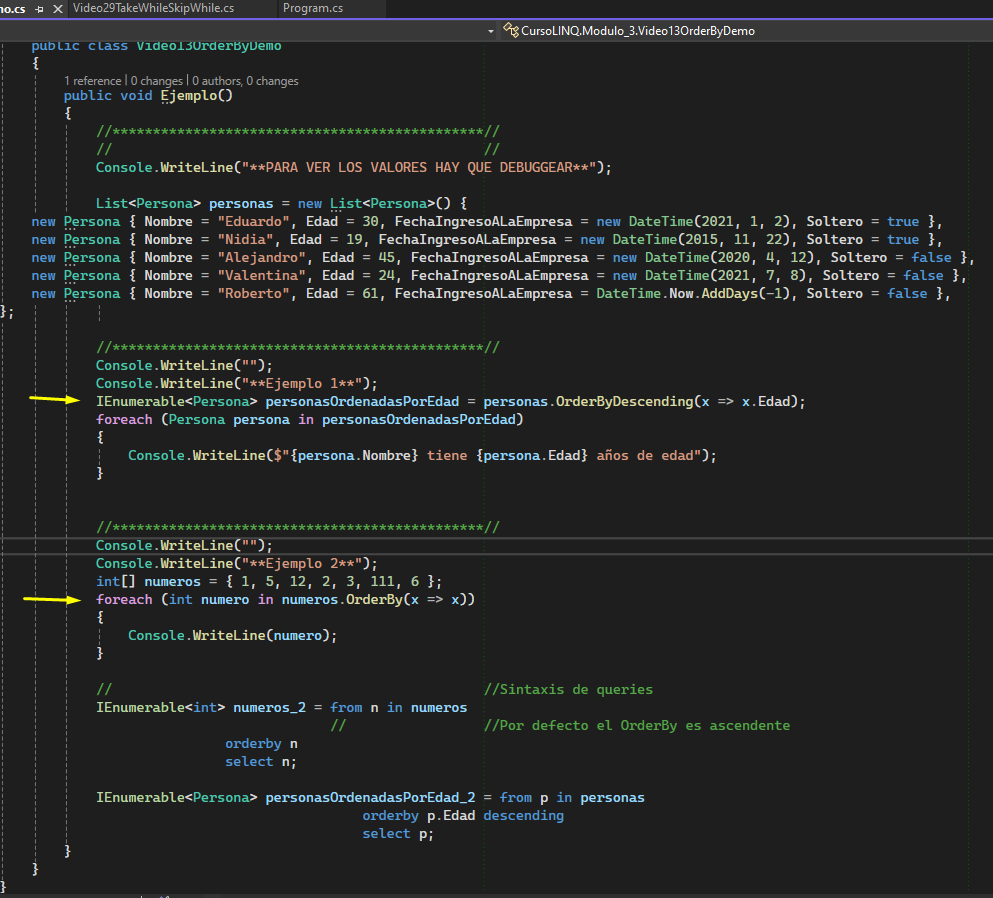 no.cs Video29TakeWhileSkipWhile.cs Program.cs
CursoLINQ.Modulo_3.Video13OrderByDemo
public class Video13OrderByDemo
{
1 reference | 0 changes | 0 authors, 0 changes
public void Ejemplo()
{
//**********************************************//
// //
Console.WriteLine("**PARA VER LOS VALORES HAY QUE DEBUGGEAR**");
List<Persona> personas = new List<Persona>() {
new Persona { Nombre = "Eduardo", Edad = 30, FechaIngresoALaEmpresa = new DateTime(2021, 1, 2), Soltero = true },
new Persona { Nombre = "Nidia", Edad = 19, FechaIngresoALaEmpresa = new DateTime(2015, 11, 22), Soltero = true },
new Persona { Nombre = "Alejandro", Edad = 45, FechaIngresoALaEmpresa = new DateTime(2020, 4, 12), Soltero = false },
new Persona { Nombre = "Valentina", Edad = 24, FechaIngresoALaEmpresa = new DateTime(2021, 7, 8), Soltero = false },
new Persona { Nombre = "Roberto", Edad = 61, FechaIngresoALaEmpresa = DateTime.Now.AddDays(-1), Soltero = false },
};
//**********************************************//
Console.WriteLine("");
Console.WriteLine("**Ejemplo 1**");
IEnumerable<Persona> personasOrdenadasPorEdad = personas.OrderByDescending(x => x.Edad);
foreach (Persona persona in personasOrdenadasPorEdad)
{
Console.WriteLine($"{persona.Nombre} tiene {persona.Edad} años de edad");
}
//**********************************************//
Console.WriteLine("");
Console.WriteLine("**Ejemplo 2**");
int[] numeros = { 1, 5, 12, 2, 3, 111, 6 };
foreach (int numero in numeros.OrderBy(x => x))
{
Console.WriteLine(numero);
}
// //Sintaxis de queries
IEnumerable<int> numeros_2 = from n in numeros
// //Por defecto el OrderBy es ascendente
orderby n
select n;
IEnumerable<Persona> personasOrdenadasPorEdad_2 = from p in personas
orderby p.Edad descending
select p;
}
}
}